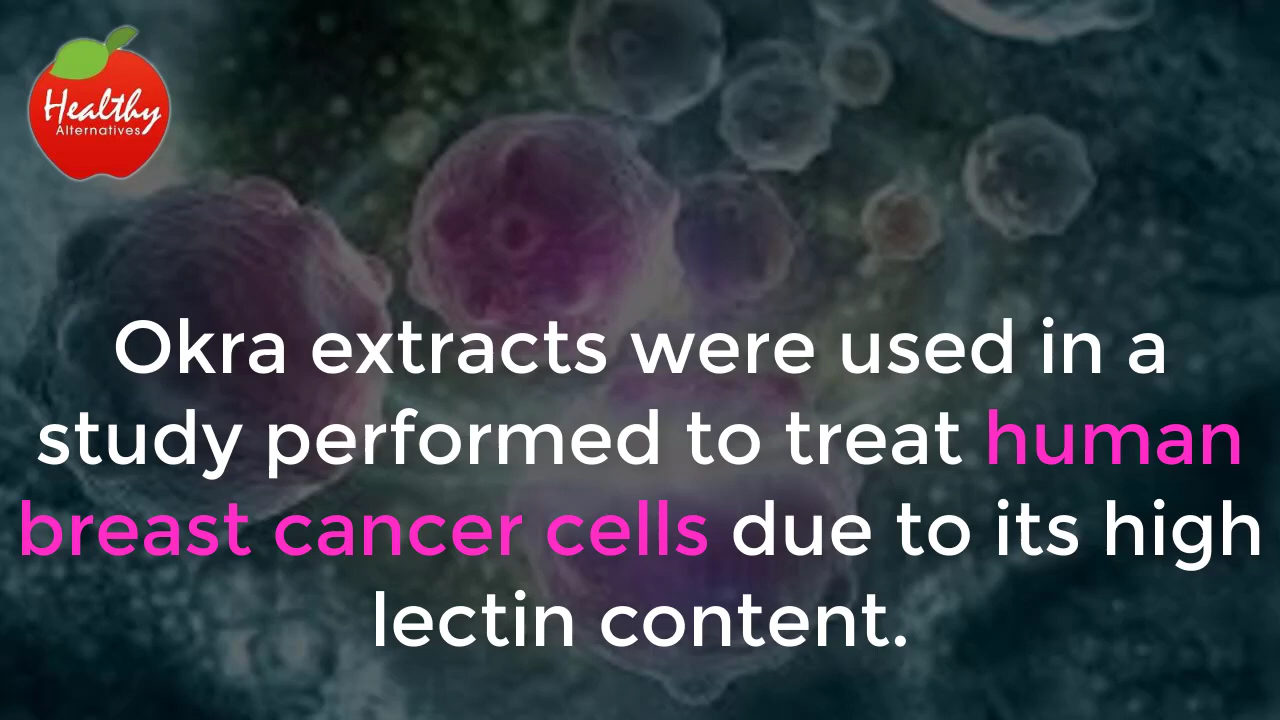 Healthy
Alternatives
Okra extracts were used in a
study performed to treat human
breast cancer cells due to its high
lectin content.